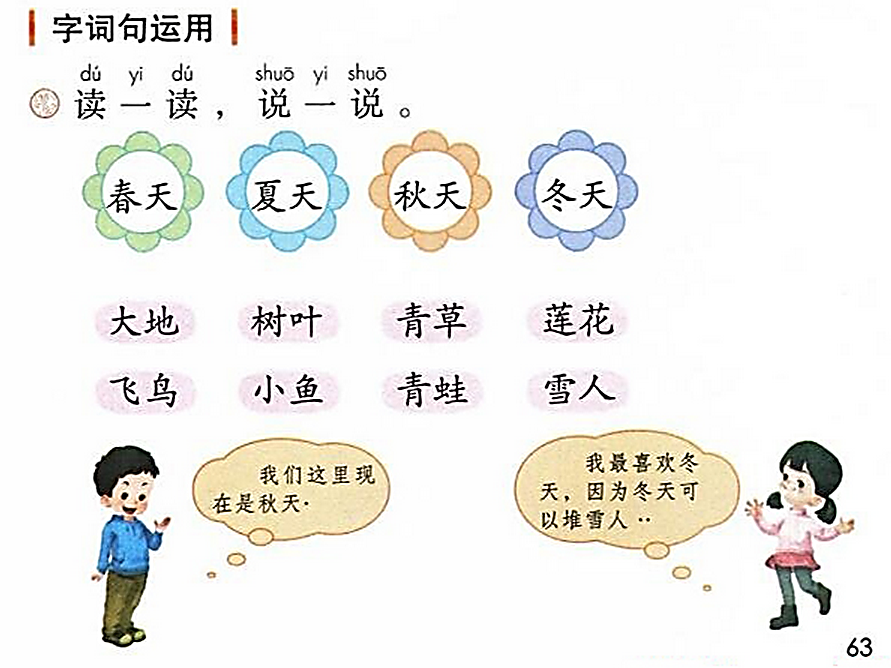 字词句运用
dú yi dú shuō yi shuō
读一读，说一说。
春天 夏天 秋天 冬天
大地 树叶 青草 莲花
飞鸟 小鱼 青蛙 雪人
我们这里现
在是秋天·
我最喜欢冬
天，因为冬天可
以堆雪人··
63